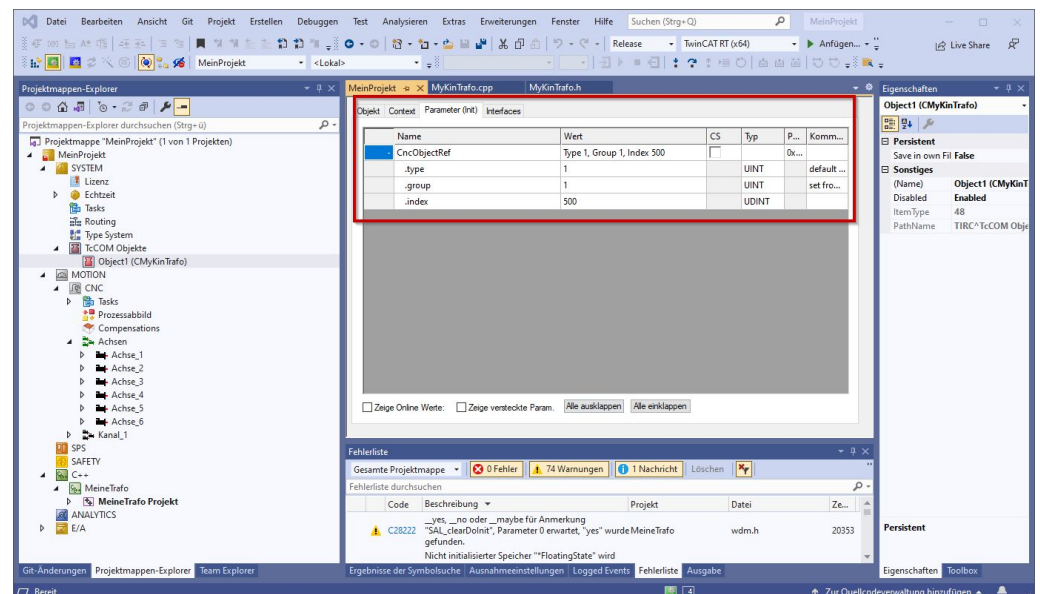 Datei Bearbeiten Ansicht Git Projekt Erstellen Debuggen Test Analysieren Extras Erweiterungen Fenster Hilfe Suchen (Strg+Q) MeinProjekt
Release TwinCAT RT (x64) Anfügen... Live Share
MeinProjekt <Lokal>
Projektmappen-Explorer
Projektmappen-Explorer durchsuchen (Strg+ü)
Projektmappe "MeinProjekt" (1 von 1 Projekten)
MeinProjekt
SYSTEM
Lizenz
Echtzeit
Tasks
Routing
Type System
TcCOM Objekte
Object1 (CMyKinTrafo)
MOTION
CNC
Tasks
Prozessabbild
Compensations
Achsen
Achse_1
Achse_2
Achse_3
Achse_4
Achse_5
Achse_6
Kanal_1
SPS
SAFETY
C++
MeineTrafo
MeineTrafo Projekt
ANALYTICS
E/A
Git-Änderungen Projektmappen-Explorer Team Explorer
MeinProjekt MyKinTrafo.cpp MyKinTrafo.h
Objekt Context Parameter (Init) Interfaces
Name Wert CS Typ P... Komm...
CncObjectRef Type 1, Group 1, Index 500 0x...
.type 1 UINT default ...
.group 1 UINT set fro...
.index 500 UDINT
Zeige Online Werte: Zeige versteckte Param. Alle ausklappen Alle einklappen
Fehlerliste
Gesamte Projektmappe 0 Fehler 74 Warnungen 1 Nachricht Löschen
Fehlerliste durchsuchen
Code Beschreibung Projekt Datei Ze...
__yes, __no oder __maybe für Anmerkung
C28222 "SAL_clearDoInit", Parameter 0 erwartet, "yes" wurde MeineTrafo wdm.h 20353
gefunden.
Nicht initialisierter Speicher "*FloatingState" wird
Ergebnisse der Symbolsuche Ausnahmeeinstellungen Logged Events Fehlerliste Ausgabe
Eigenschaften
Object1 (CMyKinTrafo)
Persistent
Save in own Fil False
Sonstiges
(Name) Object1 (CMyKinT
Disabled Enabled
ItemType 48
PathName TIRC^TcCOM Obje
Persistent
Eigenschaften Toolbox
Bereit 4 Zur Quellcodeverwaltung hinzufügen